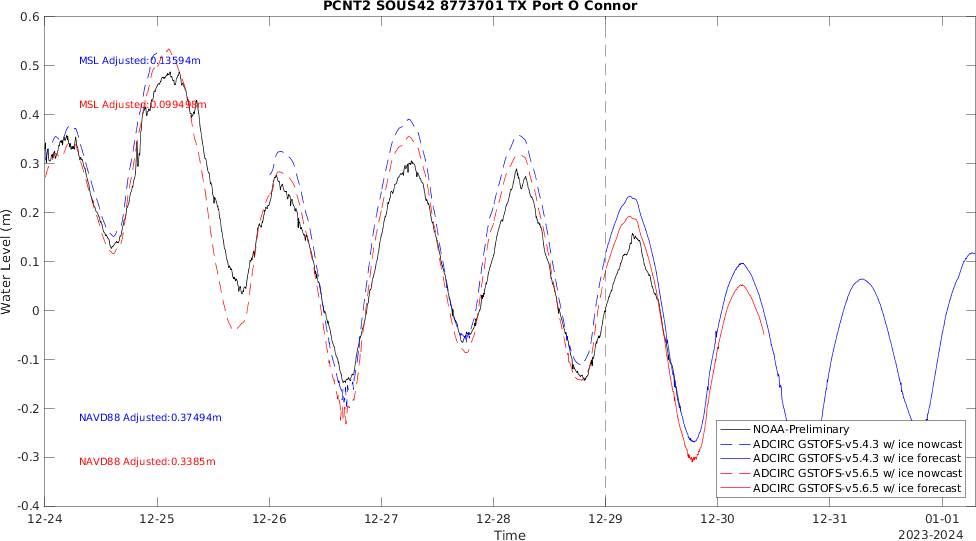 PCNT2 SOUS42 8773701 TX Port O Connor
0.6
0.5
0.4
0.3
0.2
0.1
0
-0.1
-0.2
-0.3
-0.4
Water Level (m)
MSL Adjusted:0.13594m
MSL Adjusted:0.099498m
NAVD88 Adjusted:0.37494m
NAVD88 Adjusted:0.3385m
NOAA-Preliminary
ADCIRC GSTOFS-v5.4.3 w/ ice nowcast
ADCIRC GSTOFS-v5.4.3 w/ ice forecast
ADCIRC GSTOFS-v5.6.5 w/ ice nowcast
ADCIRC GSTOFS-v5.6.5 w/ ice forecast
12-24 12-25 12-26 12-27 12-28 12-29 12-30 12-31 01-01
Time
2023-2024